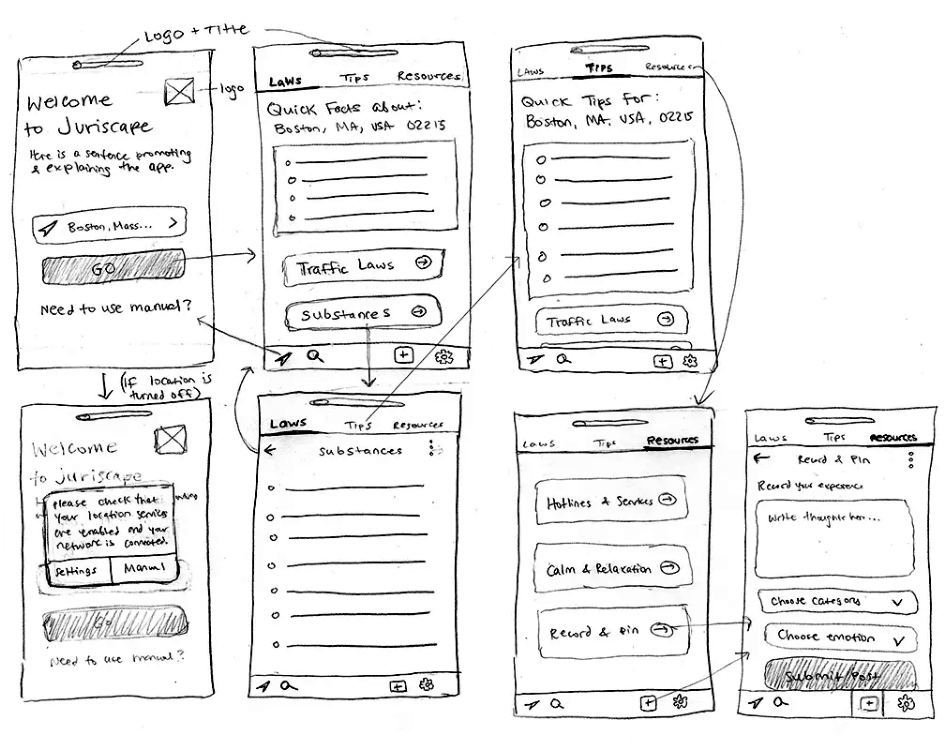 Logo + Title
Welcome
to Juriscape
logo
Here is a sentence promoting
& explaining the app.
Boston, Mass...
GO
Need to use manual?
(if location is
turned off)
Laws Tips Resources
Quick Facts about:
Boston, MA, USA 02215
Traffic Laws
Substances
Laws Tips Resources
Quick Tips For:
Boston, MA, USA, 02215
Traffic Laws
Welcome
to juriscape
please check that
your location services
are enabled and your
network is connected.
Settings Manual
Go
Need to use manual?
Laws Tips Resources
Substances
Laws Tips Resources
Hotlines & Services
Calm & Relaxation
Record & Pin
Laws Tips Resources
Record & Pin
Record your experience
Write thoughts here...
Choose category
Choose emotion
Submit Post